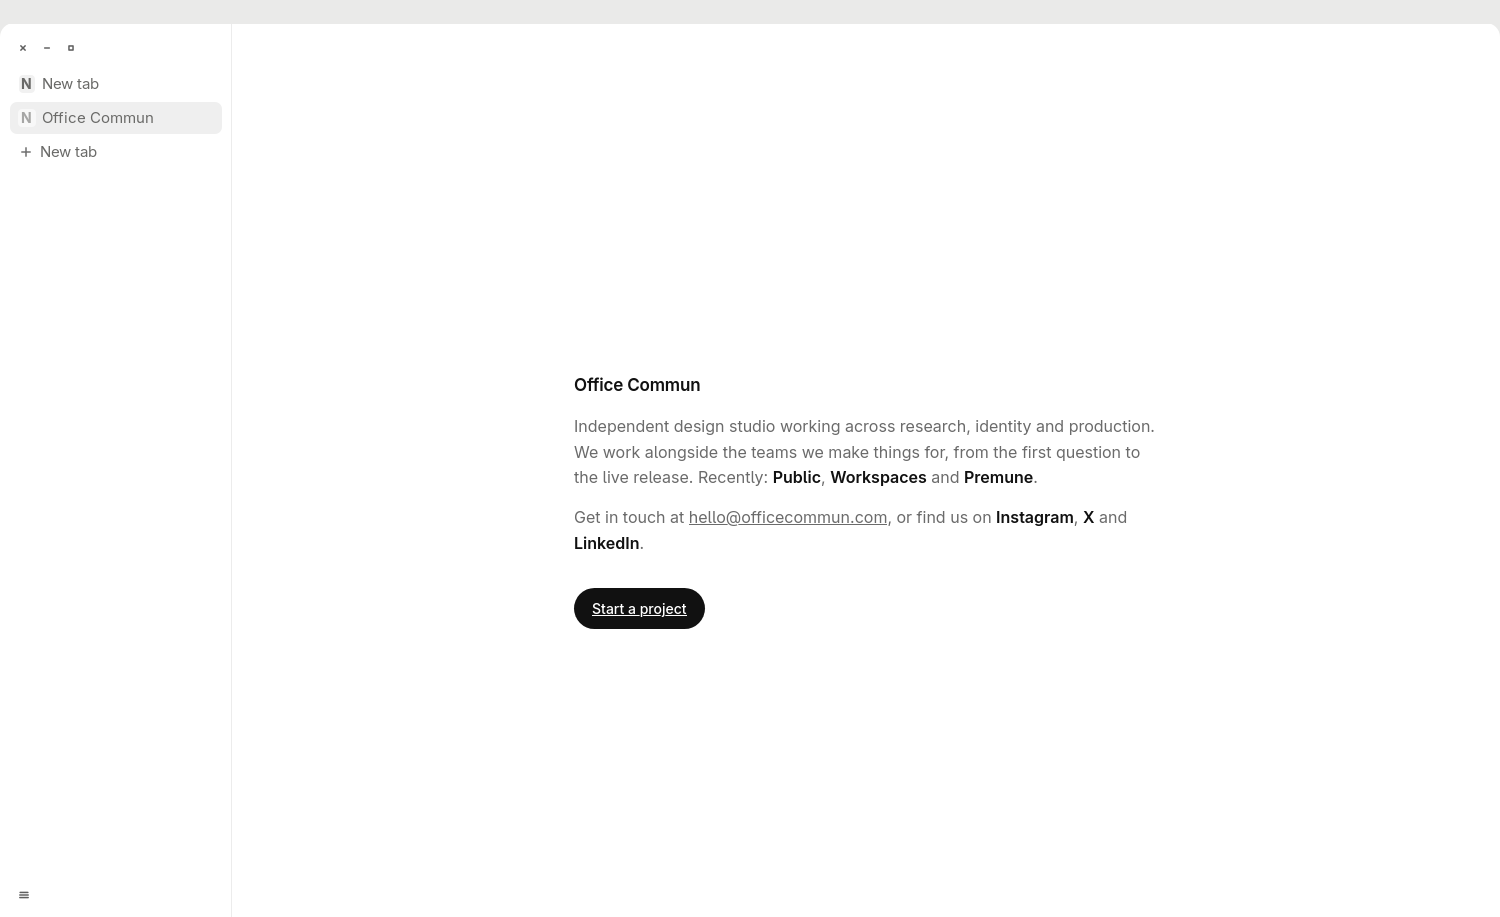 N New tab
N Office Commun
+ New tab
Office Commun
Independent design studio working across research, identity and production.
We work alongside the teams we make things for, from the first question to
the live release. Recently: Public, Workspaces and Premune.
Get in touch at hello@officecommun.com, or find us on Instagram, X and
LinkedIn.
Start a project